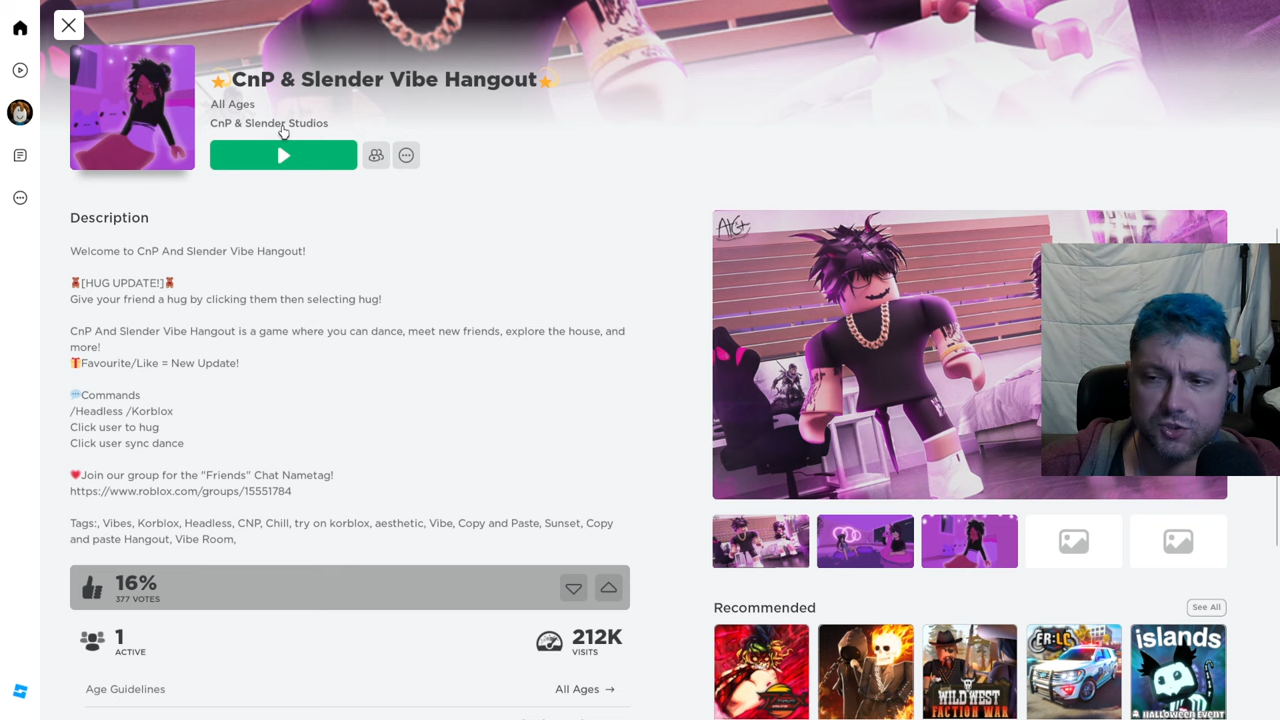 ⭐CnP & Slender Vibe Hangout⭐
All Ages
CnP & Slender Studios
Description
Welcome to CnP And Slender Vibe Hangout!
🧸[HUG UPDATE!]🧸
Give your friend a hug by clicking them then selecting hug!
CnP And Slender Vibe Hangout is a game where you can dance, meet new friends, explore the house, and
more!
🎁Favourite/Like = New Update!
💬Commands
/Headless /Korblox
Click user to hug
Click user sync dance
💗Join our group for the "Friends" Chat Nametag!
https://www.roblox.com/groups/15551784
Tags:, Vibes, Korblox, Headless, CNP, Chill, try on korblox, aesthetic, Vibe, Copy and Paste, Sunset, Copy
and paste Hangout, Vibe Room,
16%
377 VOTES
1
ACTIVE
212K
VISITS
Age Guidelines
All Ages →
Recommended
See All
WILD WEST
FACTION WAR
ER:LC
islands
HALLOWEEN EVENT